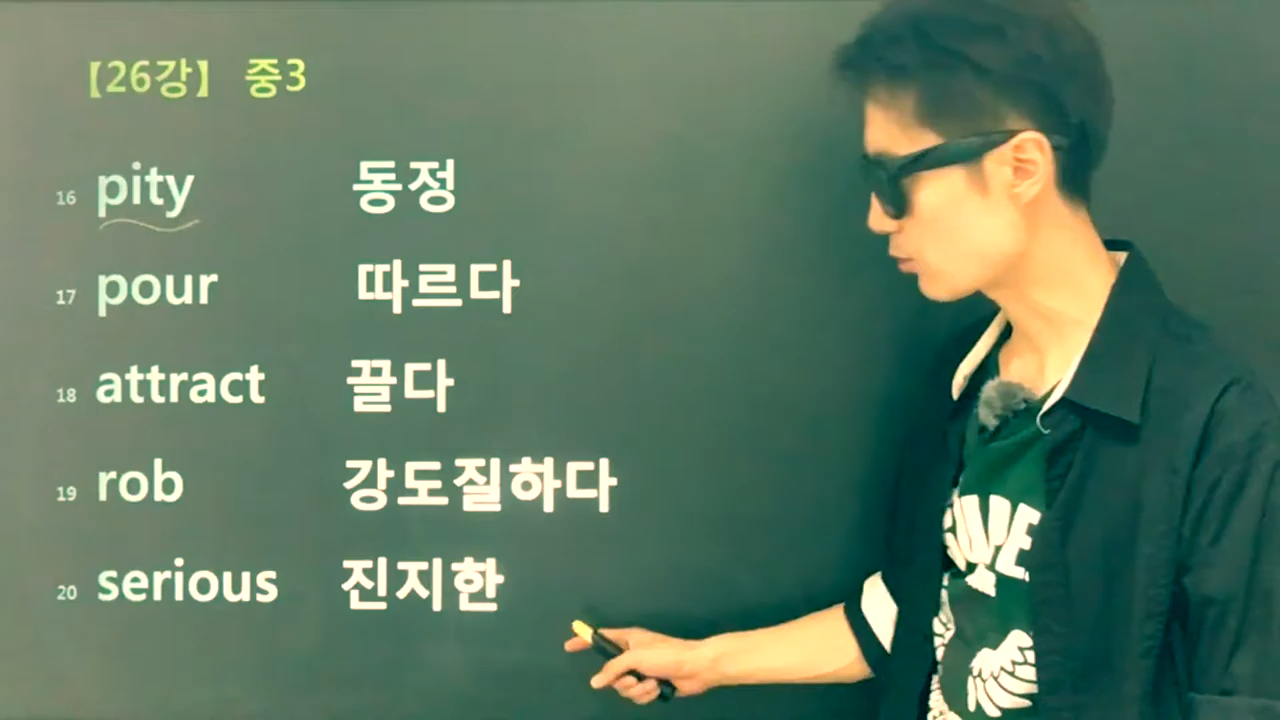 【26강】 중3
16 pity 동정
17 pour 따르다
18 attract 끌다
19 rob 강도질하다
20 serious 진지한